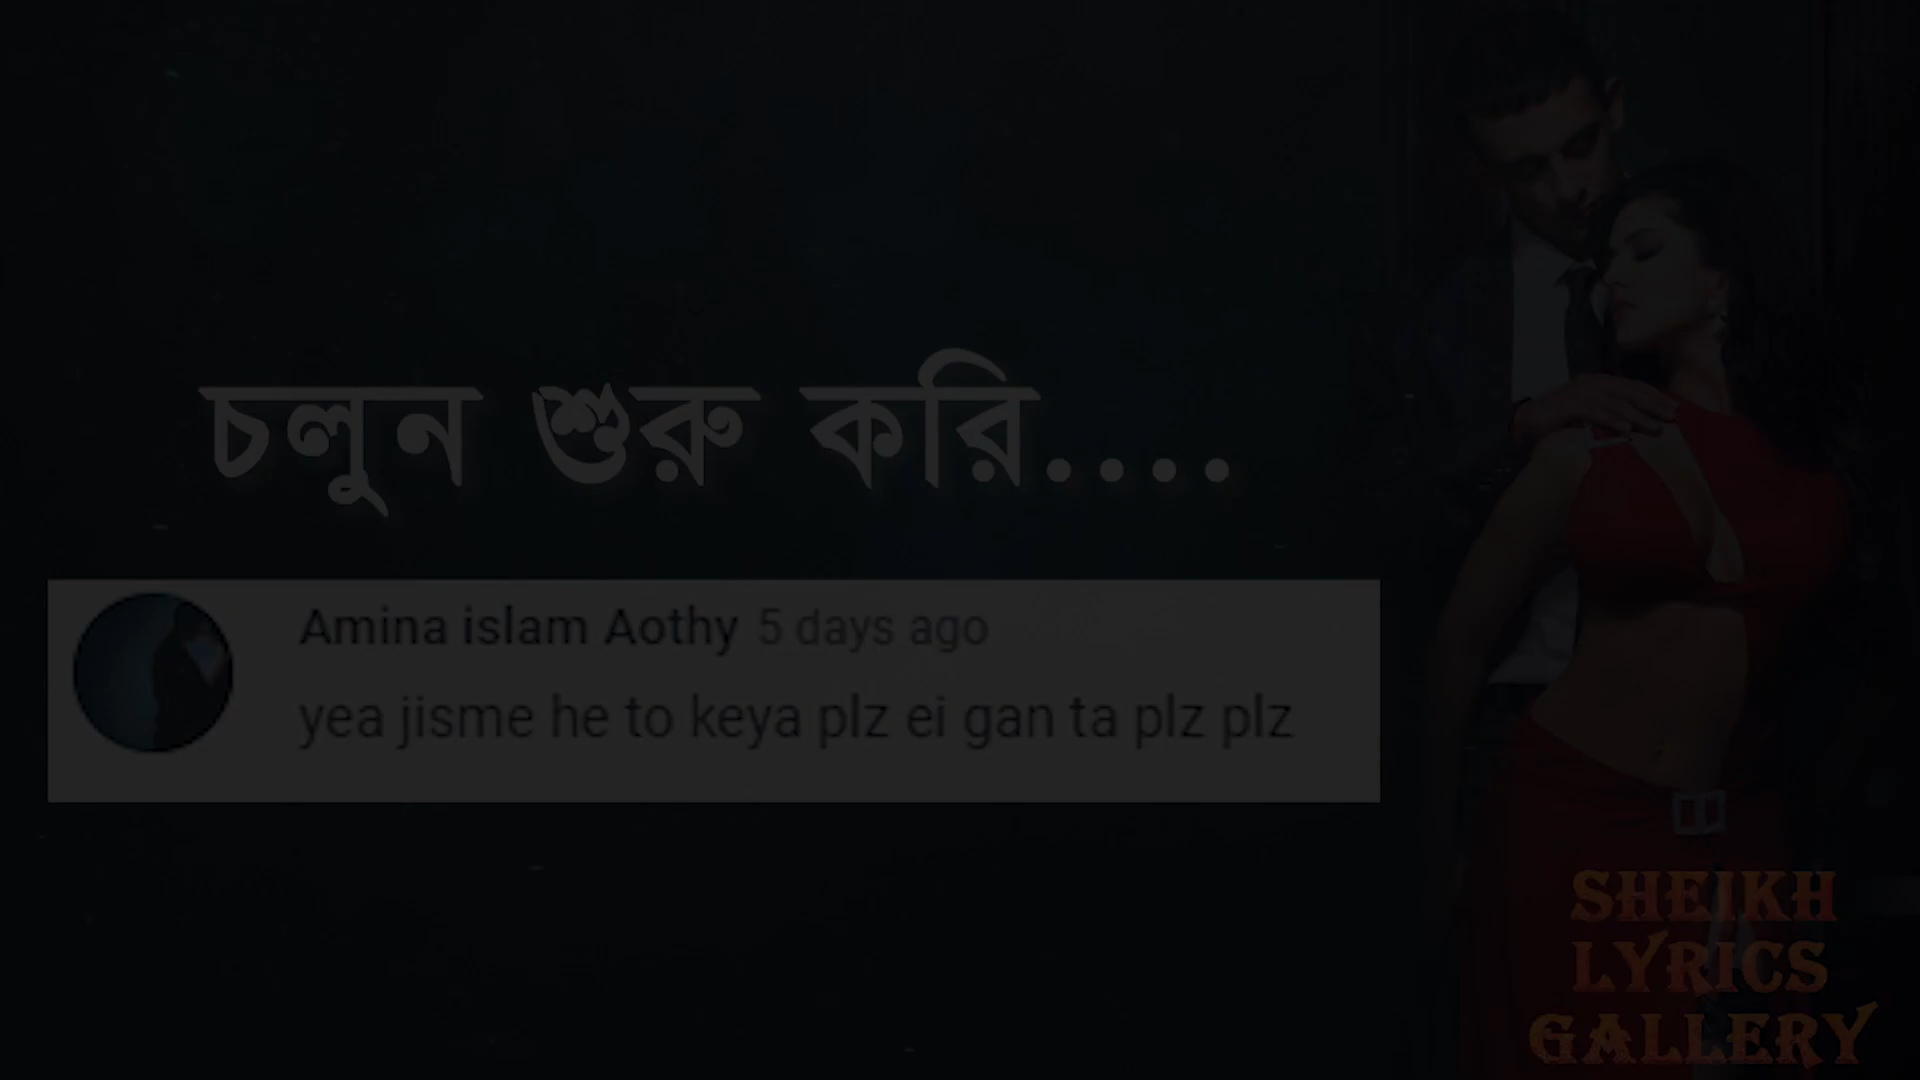 চলুন শুরু করি....
Amina islam Aothy 5 days ago
yea jisme he to keya plz ei gan ta plz plz
SHEIKH
LYRICS
GALLERY